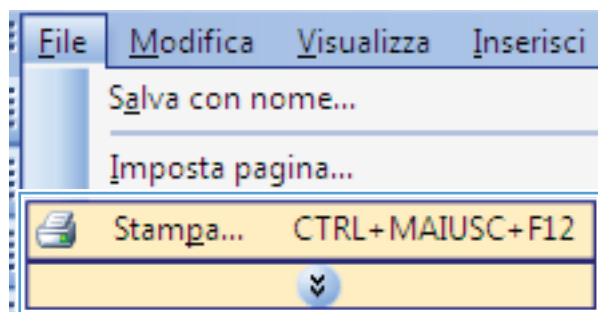 File Modifica Visualizza Inserisci
Salva con nome...
Imposta pagina...
Stampa... CTRL+MAIUSC+F12